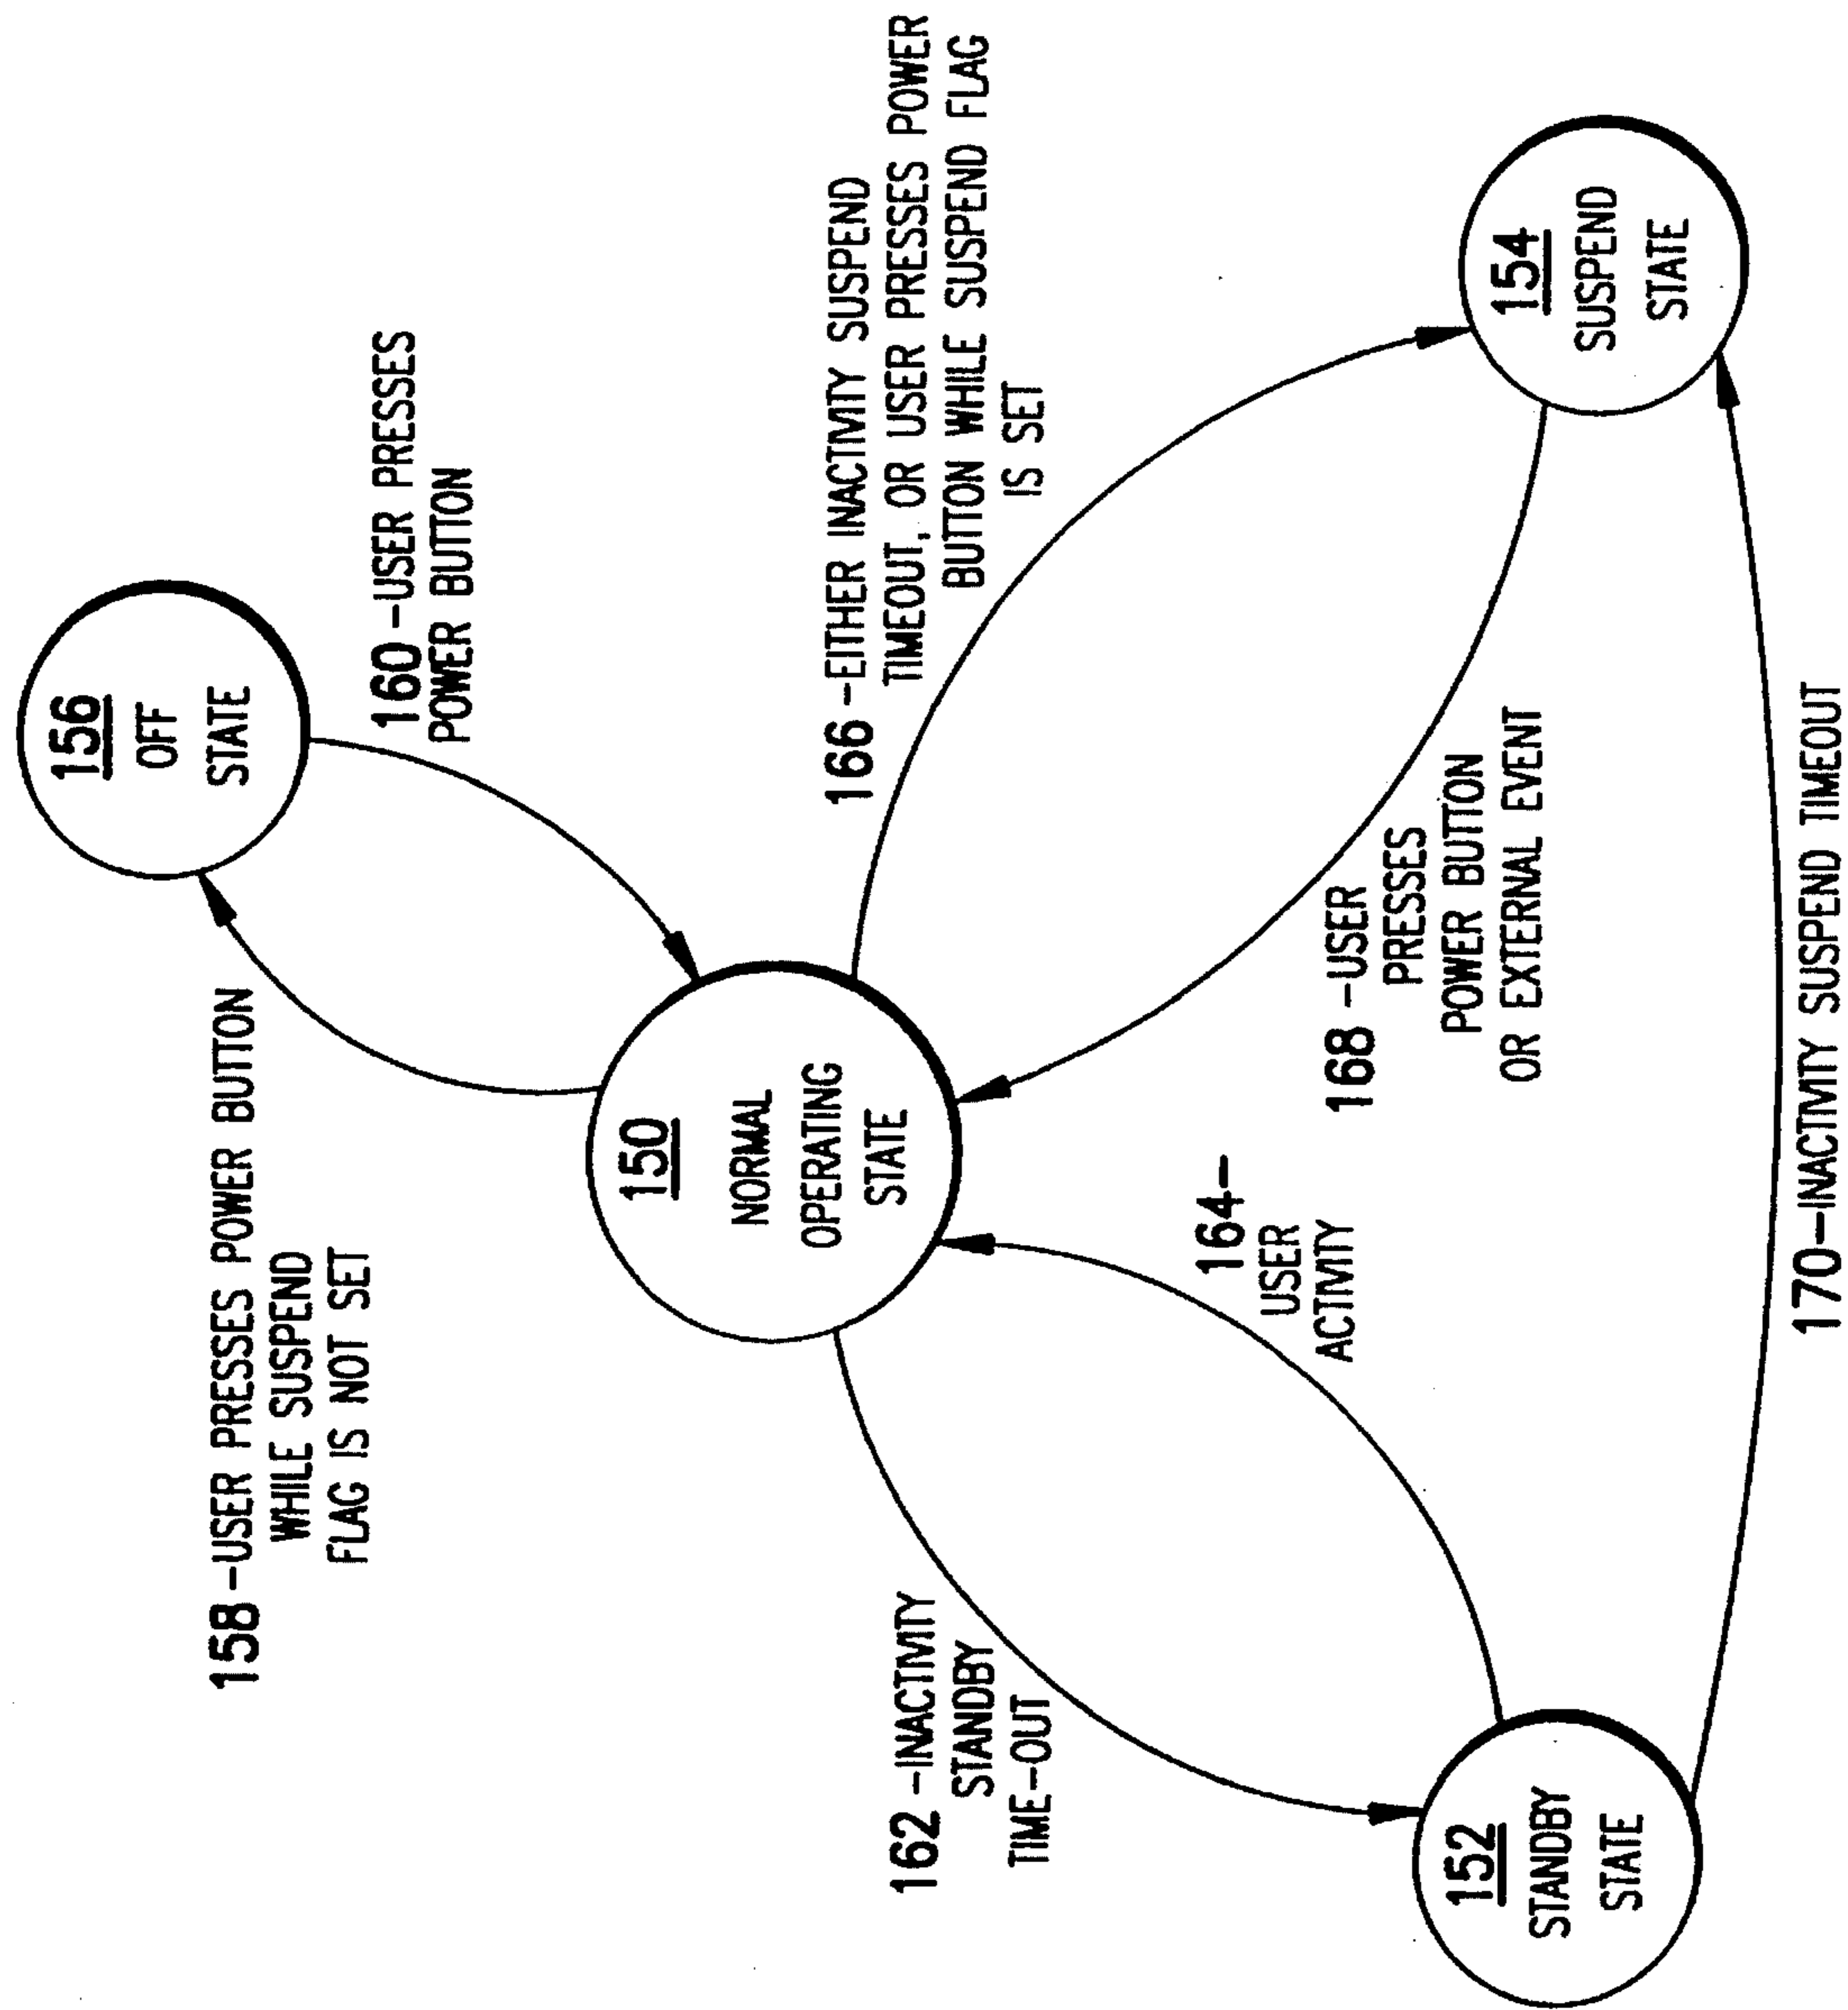 158-USER PRESSES POWER BUTTON
WHILE SUSPEND
FLAG IS NOT SET
156
OFF
STATE
160-USER PRESSES
POWER BUTTON
150
NORMAL
OPERATING
STATE
166-EITHER INACTIVITY SUSPEND
TIMEOUT, OR USER PRESSES POWER
BUTTON WHILE SUSPEND FLAG
IS SET
162-INACTIVITY
STANDBY
TIME-OUT
164-
USER
ACTIVITY
168-USER
PRESSES
POWER BUTTON
OR EXTERNAL EVENT
152
STANDBY
STATE
154
SUSPEND
STATE
170-INACTIVITY SUSPEND TIMEOUT